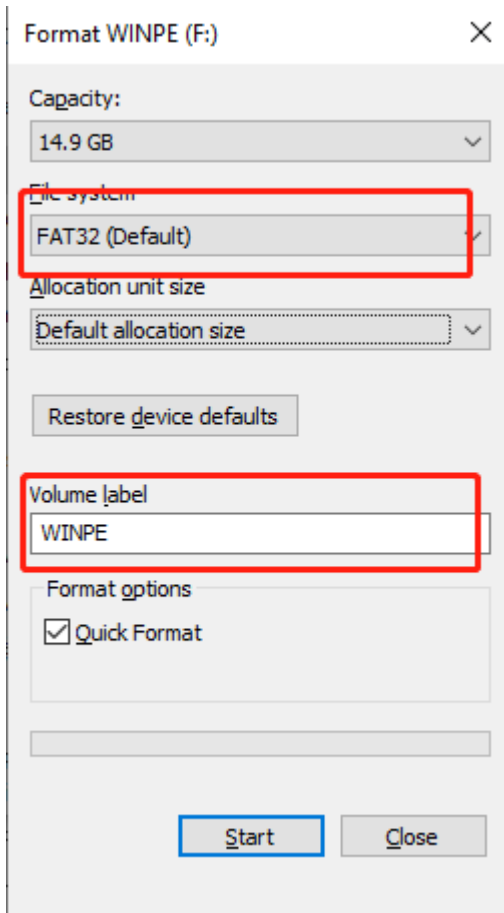 Format WINPE (F:)
Capacity:
14.9 GB
File system
FAT32 (Default)
Allocation unit size
Default allocation size
Restore device defaults
Volume label
WINPE
Format options
Quick Format
Start
Close